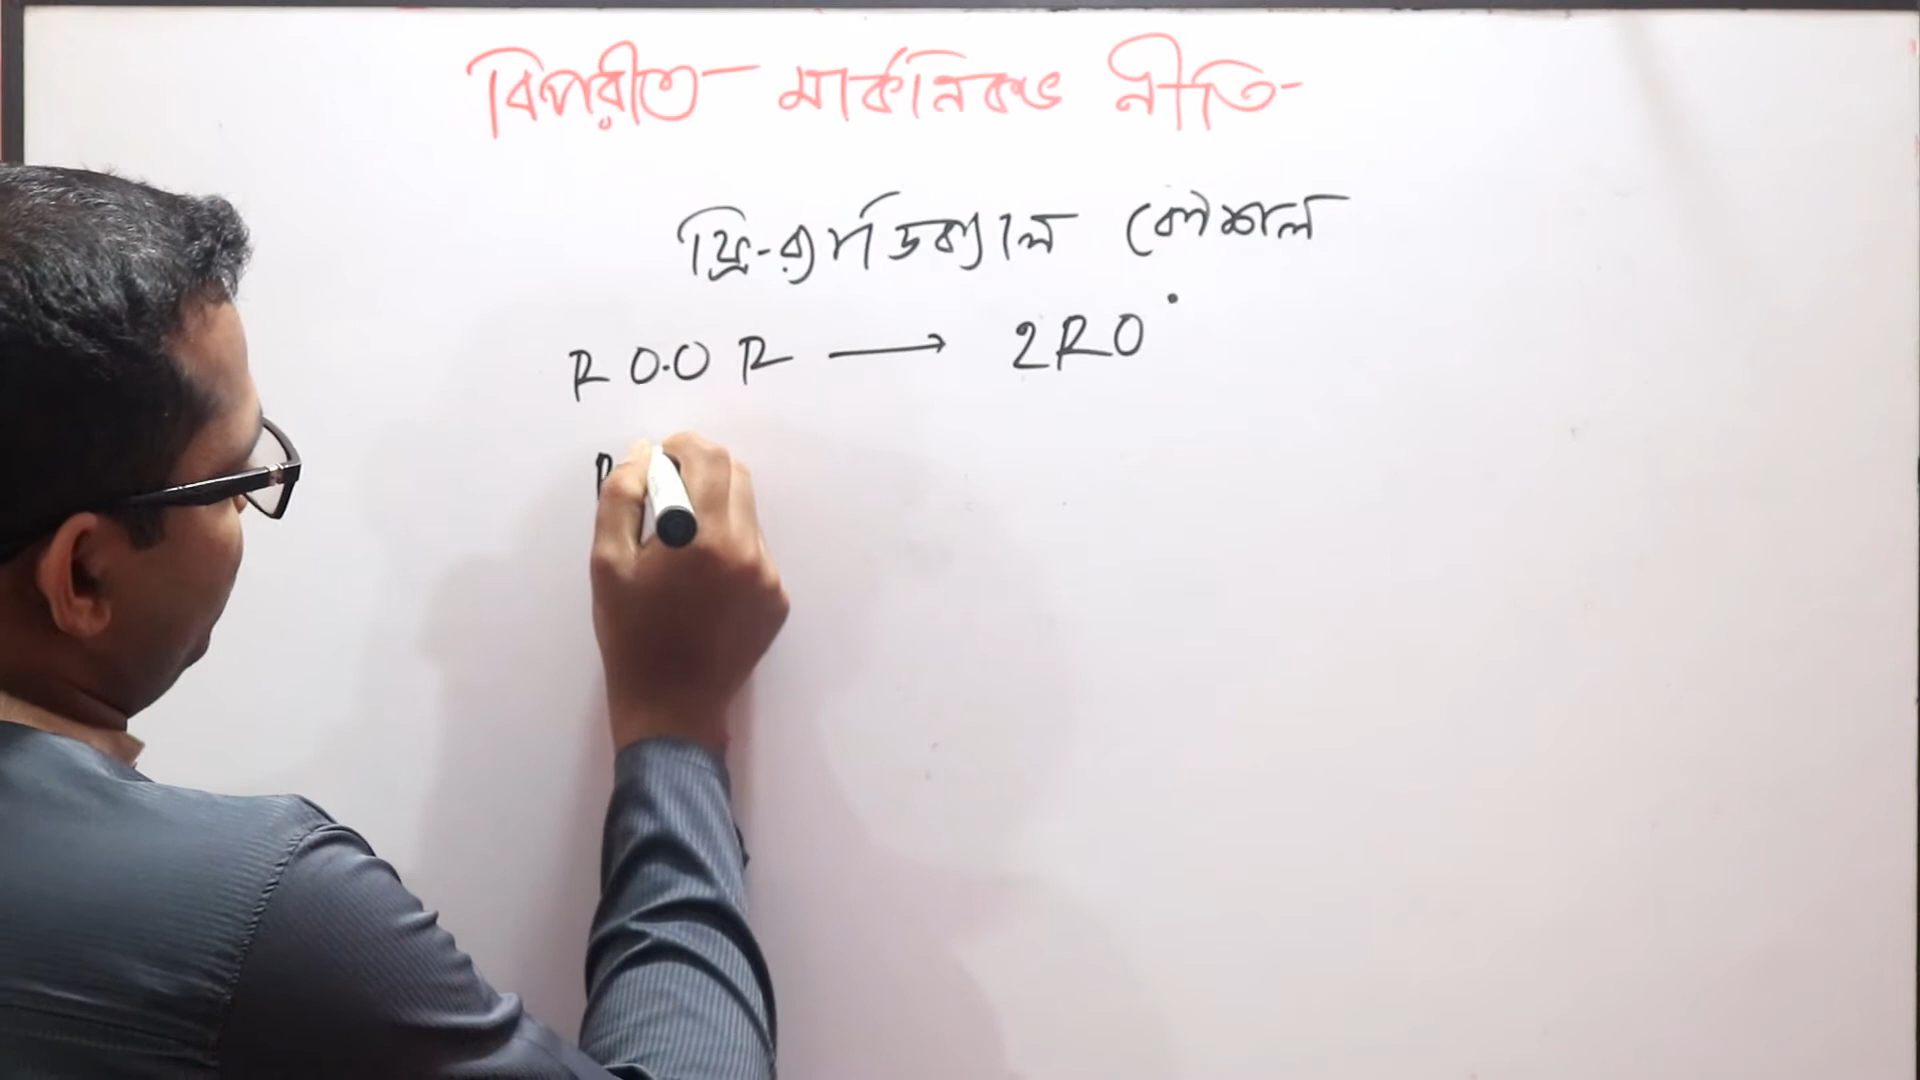 বিপরীত মার্কনিকভ নীতি
ফ্রি-র‍্যাডিব্যাল কৌশল
R O.O R ⟶ 2RO•
R